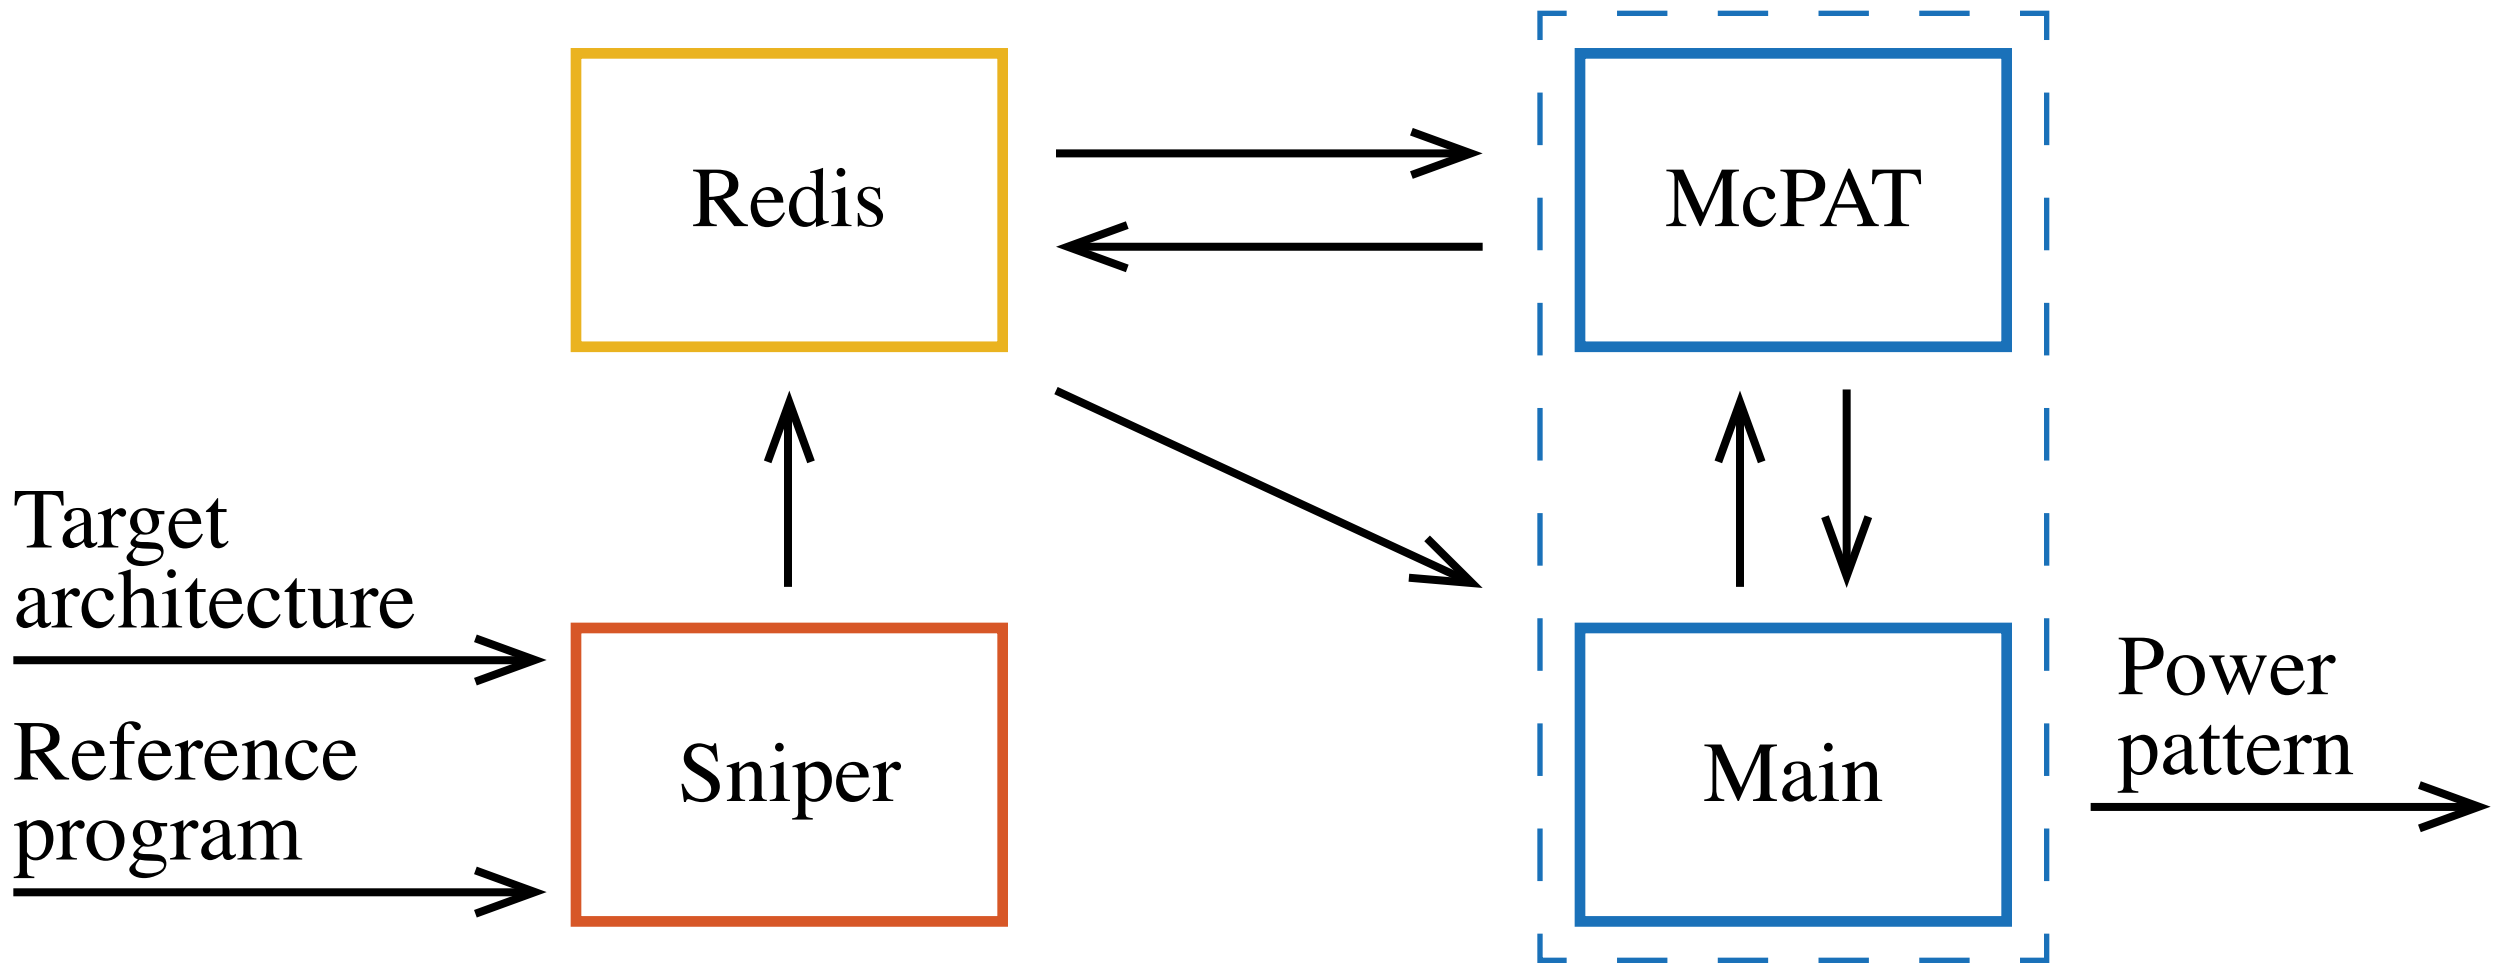 Redis
McPAT
Target
architecture
Reference
program
Sniper
Main
Power
pattern